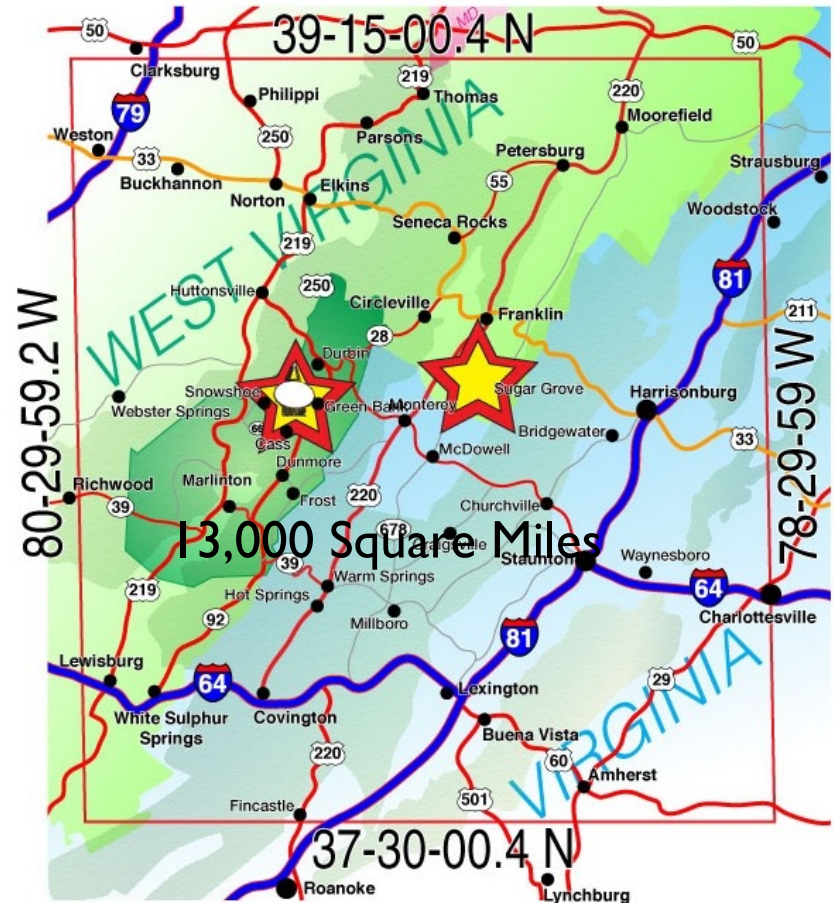 MD
50
39-15-00.4 N
50
Clarksburg
219
Thomas
Philippi
220
79
Moorefield
Parsons
250
Weston
33
Petersburg
Strausburg
Buckhannon
Norton
Elkins
55
Woodstock
WEST VIRGINIA
Seneca Rocks
219
81
Huttonsville
250
Circleville
Franklin
211
28
80-29-59.2 W
78-29-59 W
Durbin
Snowshoe
Green Bank
Monterey
Sugar Grove
Harrisonburg
Webster Springs
66
Cass
Bridgewater
33
McDowell
Dunmore
Richwood
Marlinton
220
Frost
39
Churchville
678
13,000 Square Miles
Craigsville
Staunton
Waynesboro
39
Warm Springs
219
64
Hot Springs
92
Millboro
Charlottesville
81
Lewisburg
64
29
Lexington
White Sulphur
Springs
Covington
Buena Vista
VIRGINIA
220
60
Amherst
501
Fincastle
37-30-00.4 N
Roanoke
Lynchburg